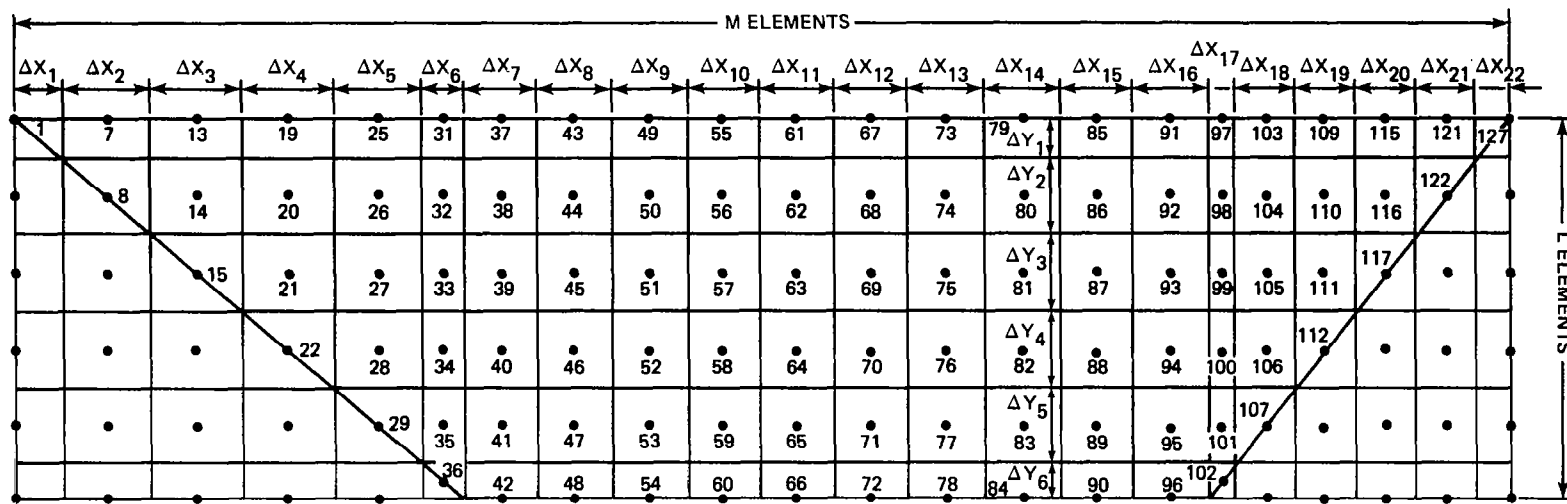 M ELEMENTS
ΔX1 ΔX2 ΔX3 ΔX4 ΔX5 ΔX6 ΔX7 ΔX8 ΔX9 ΔX10 ΔX11 ΔX12 ΔX13 ΔX14 ΔX15 ΔX16 ΔX17 ΔX18 ΔX19 ΔX20 ΔX21 ΔX22
1 7 13 19 25 31 37 43 49 55 61 67 73 79 ΔY1 85 91 97 103 109 115 121 127
8 14 20 26 32 38 44 50 56 62 68 74 ΔY2 80 86 92 98 104 110 116 122
15 21 27 33 39 45 51 57 63 69 75 ΔY3 81 87 93 99 105 111 117
22 28 34 40 46 52 58 64 70 76 ΔY4 82 88 94 100 106 112
29 35 41 47 53 59 65 71 77 ΔY5 83 89 95 101 107
36 42 48 54 60 66 72 78 84 ΔY6 90 96 102
L ELEMENTS